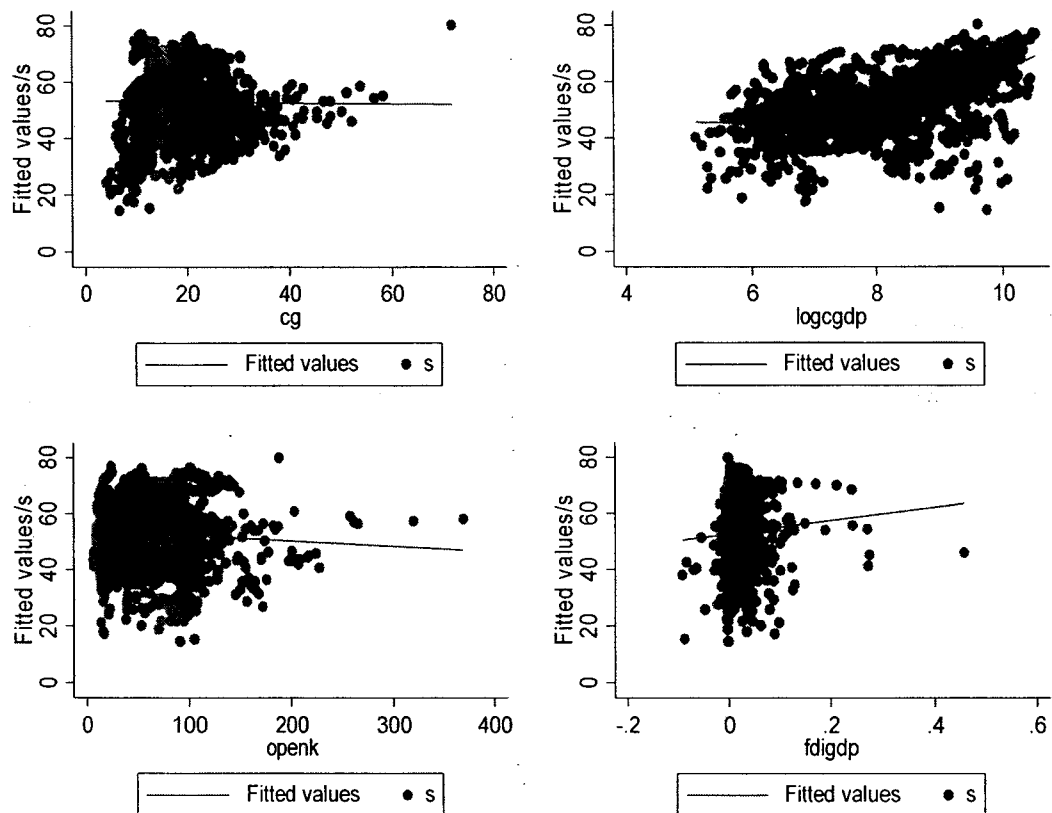 Fitted values/s
80
60
40
20
0
0 20 40 60 80
cg
Fitted values s
Fitted values/s
80
60
40
20
0
4 6 8 10
logcgdp
Fitted values s
Fitted values/s
80
60
40
20
0
0 100 200 300 400
openk
Fitted values s
Fitted values/s
80
60
40
20
0
-.2 0 .2 .4 .6
fdigdp
Fitted values s